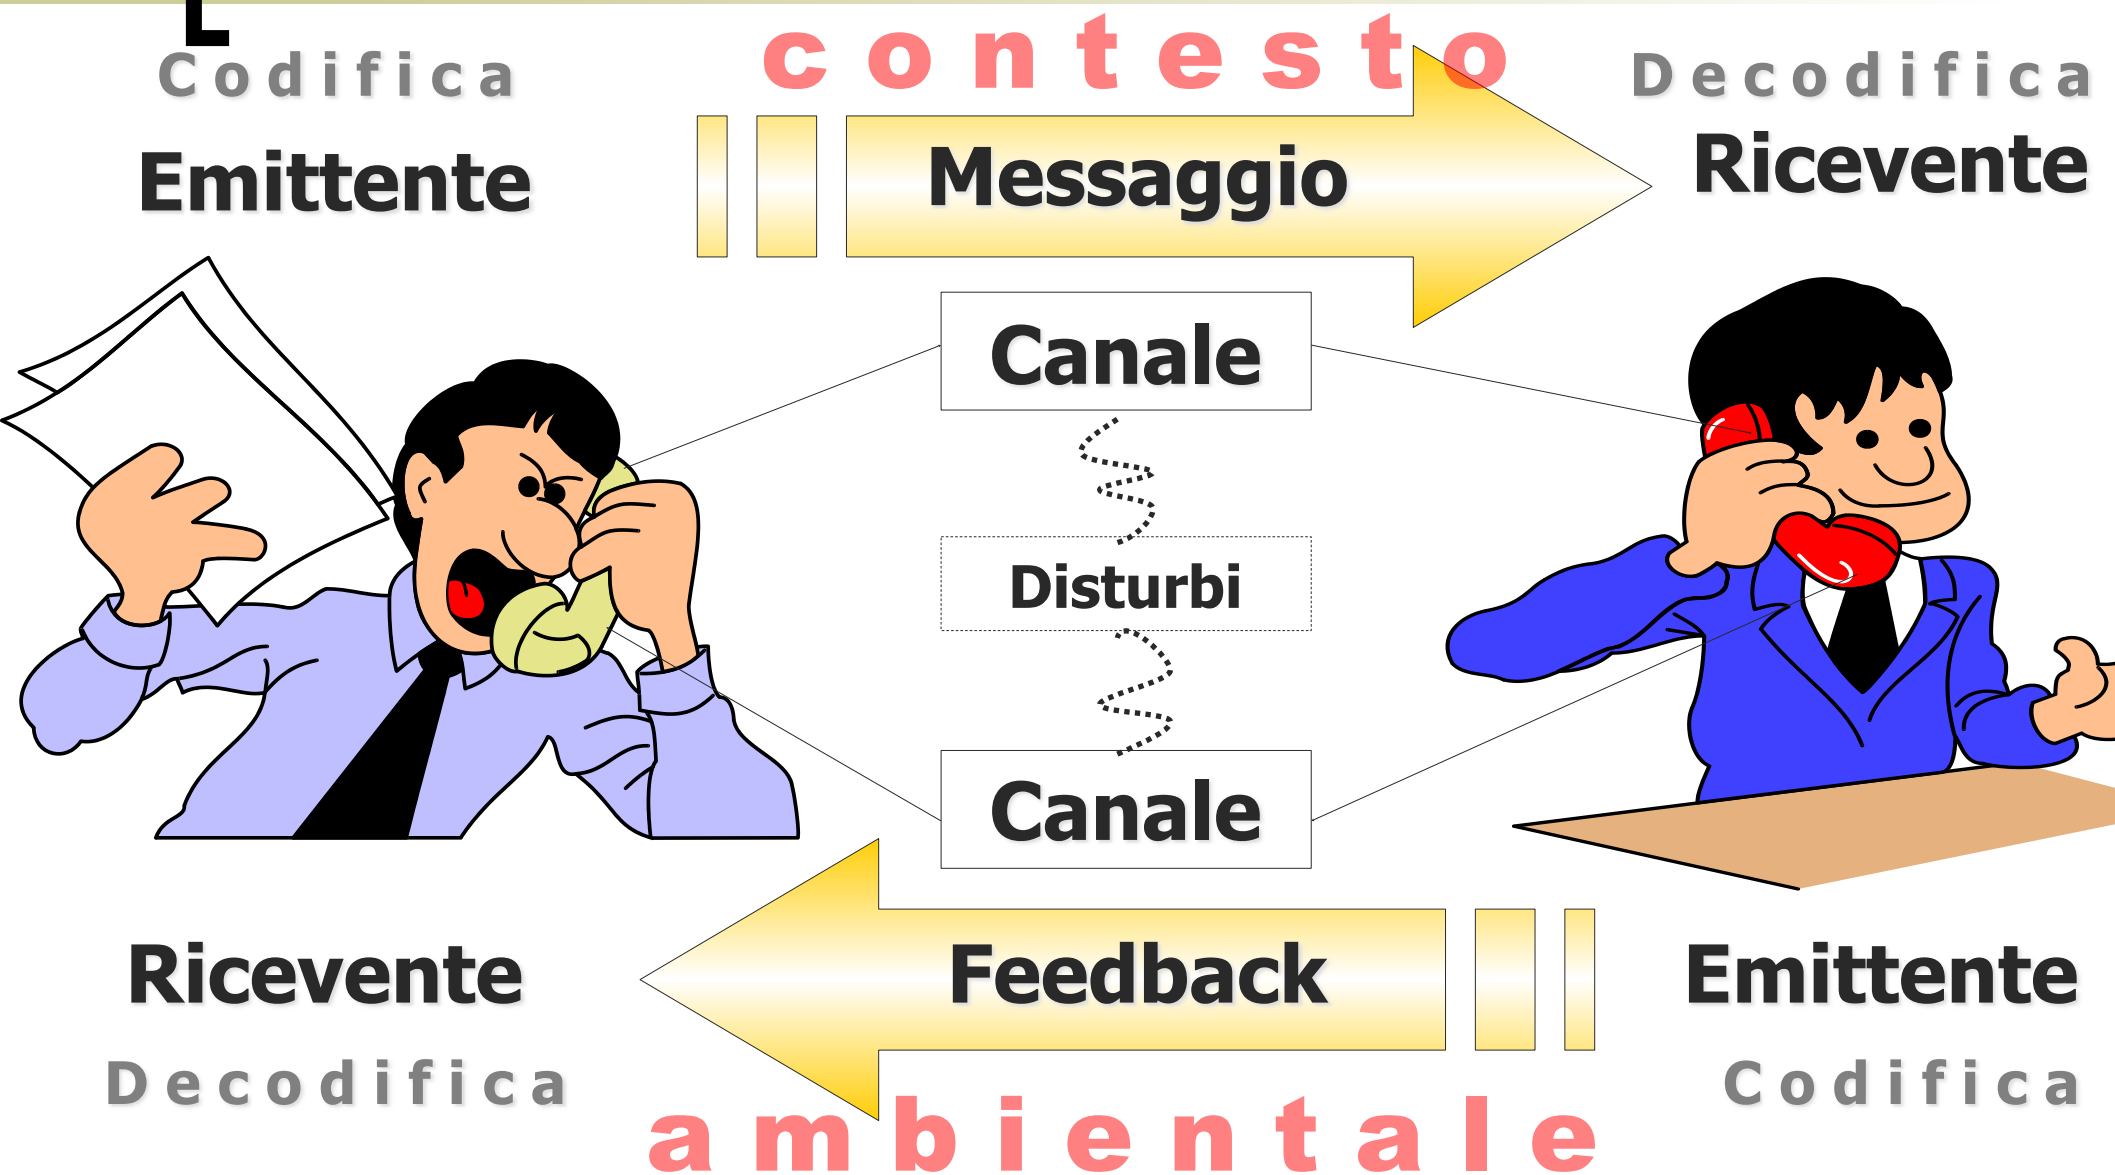 contesto
Codifica
Decodifica
Emittente
Messaggio
Ricevente
Canale
Disturbi
Canale
Ricevente
Feedback
Emittente
Decodifica
Codifica
ambientale